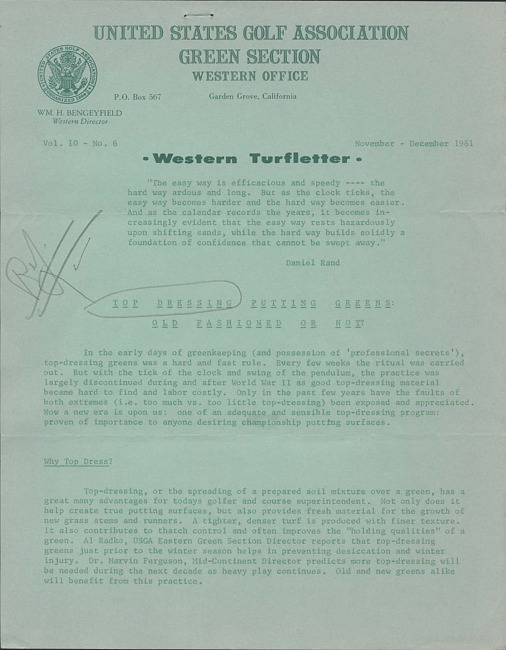 UNITED STATES GOLF ASSOCIATION
GREEN SECTION
WESTERN OFFICE
P.O. Box 567 Garden Grove, California
WM. H. BENGEYFIELD
Western Director
Vol. 10 - No. 6 November - December 1961
• Western Turfletter •
"The easy way is efficacious and speedy ---- the
hard way ardous and long. But as the clock ticks, the
easy way becomes harder and the hard way becomes easier.
And as the calendar records the years, it becomes in-
creasingly evident that the easy way rests hazardously
upon shifting sands, while the hard way builds solidly a
foundation of confidence that cannot be swept away."
Daniel Rand
TOP DRESSING PUTTING GREENS:
OLD FASHIONED OR NOT?
In the early days of greenkeeping (and possession of 'professional secrets'),
top-dressing greens was a hard and fast rule. Every few weeks the ritual was carried
out. But with the tick of the clock and swing of the pendulum, the practice was
largely discontinued during and after World War II as good top-dressing material
became hard to find and labor costly. Only in the past few years have the faults of
both extremes (i.e. too much vs. too little top-dressing) been exposed and appreciated.
Now a new era is upon us: one of an adequate and sensible top-dressing program:
proven of importance to anyone desiring championship putting surfaces.
Why Top Dress?
Top-dressing, or the spreading of a prepared soil mixture over a green, has a
great many advantages for todays golfer and course superintendent. Not only does it
help create true putting surfaces, but also provides fresh material for the growth of
new grass stems and runners. A tighter, denser turf is produced with finer texture.
It also contributes to thatch control and often improves the "holding qualities" of a
green. Al Radko, USGA Eastern Green Section Director reports that top-dressing
greens just prior to the winter season helps in preventing desiccation and winter
injury. Dr. Marvin Ferguson, Mid-Continent Director predicts more top-dressing will
be needed during the next decade as heavy play continues. Old and new greens alike
will benefit from this practice.